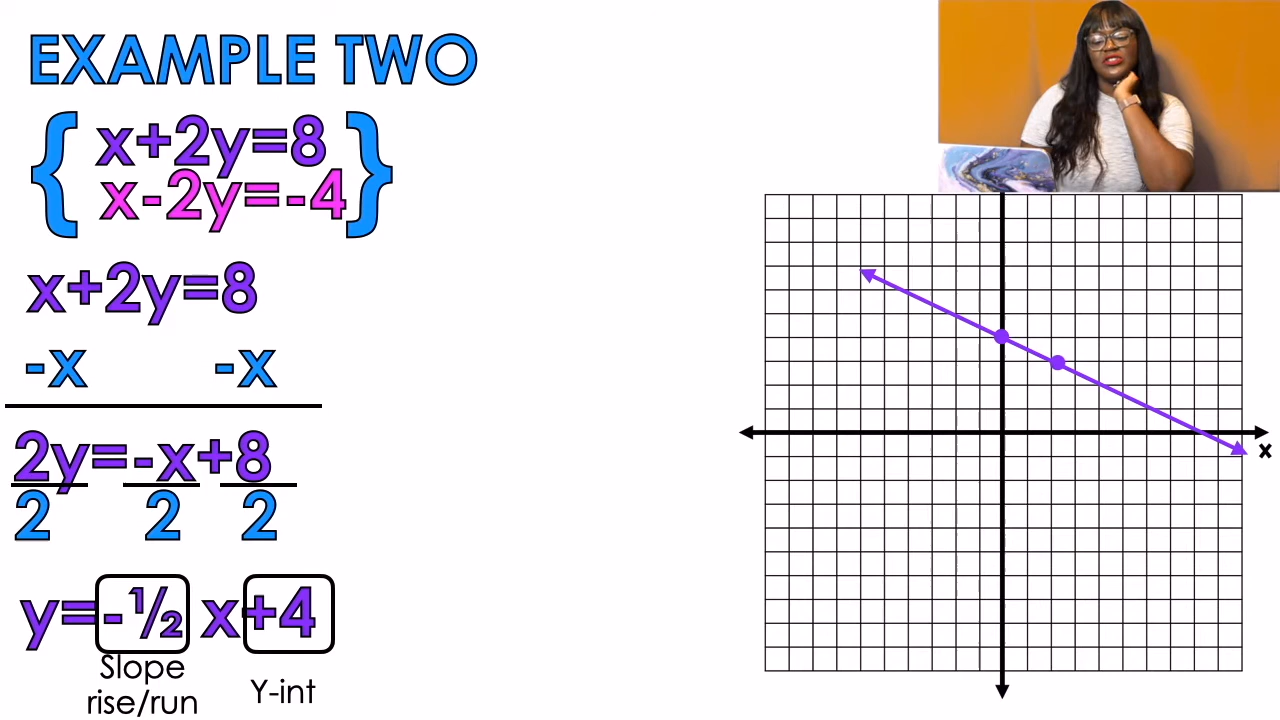 EXAMPLE TWO
{ x+2y=8 }
x-2y=-4
x+2y=8
-x -x
2y=-x+8
2 2 2
y=-½ x+4
Slope
rise/run
Y-int
x